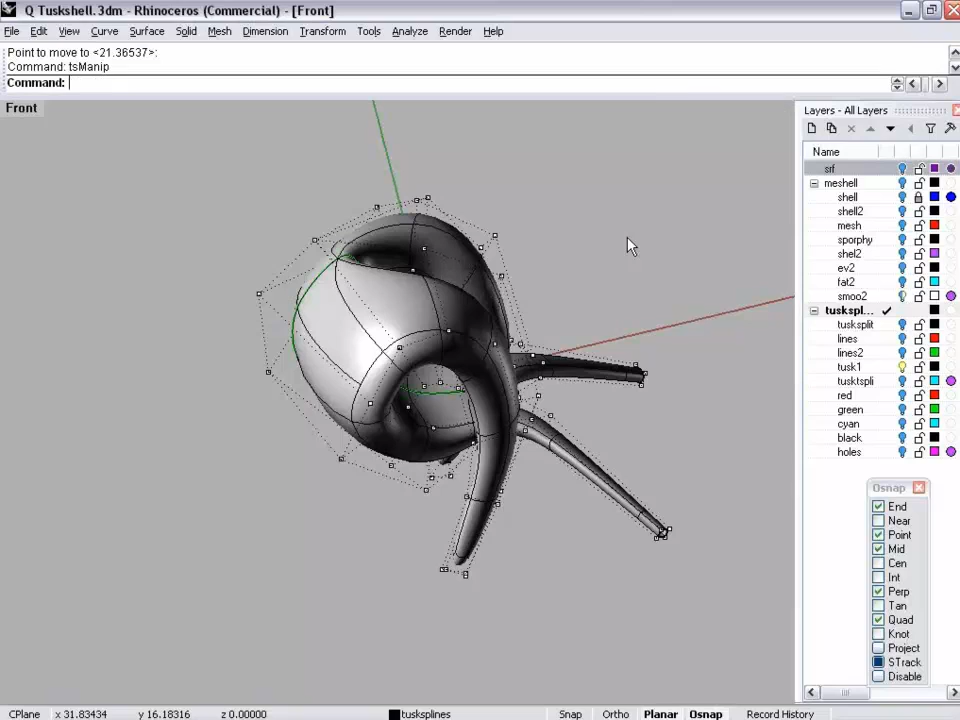 Q Tuskshell.3dm - Rhinoceros (Commercial) - [Front]
File Edit View Curve Surface Solid Mesh Dimension Transform Tools Analyze Render Help
Point to move to <21.36537>:
Command: tsManip
Command:
Front
Layers - All Layers
Name
srf
meshell
shell
shell2
mesh
sporphy
shel2
ev2
fat2
smoo2
tuskspl...
tusksplit
lines
lines2
tusk1
tusktspli
red
green
cyan
black
holes
Osnap
End
Near
Point
Mid
Cen
Int
Perp
Tan
Quad
Knot
Project
STrack
Disable
CPlane x 31.83434 y 16.18316 z 0.00000 tusksplines Snap Ortho Planar Osnap Record History